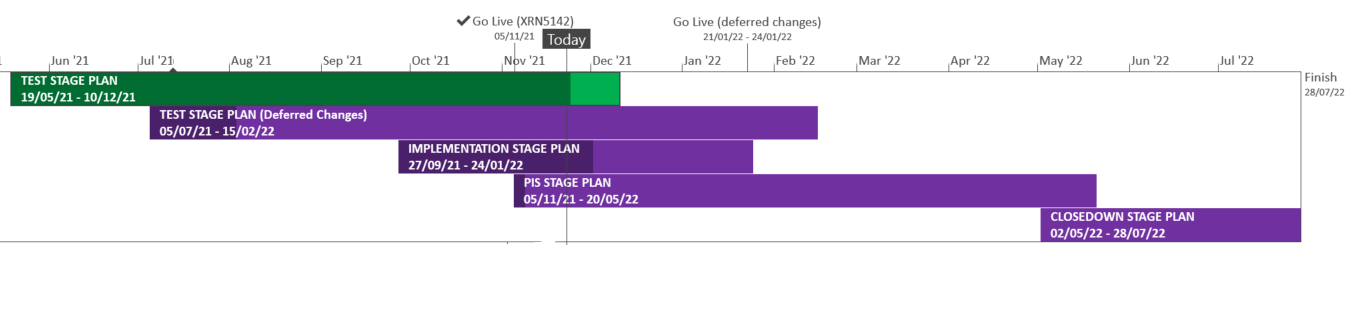 Go Live (XRN5142)
05/11/21
Today
Go Live (deferred changes)
21/01/22 - 24/01/22
Jun '21
Jul '21
Aug '21
Sep '21
Oct '21
Nov '21
Dec '21
Jan '22
Feb '22
Mar '22
Apr '22
May '22
Jun '22
Jul '22
TEST STAGE PLAN
19/05/21 - 10/12/21
Finish
28/07/22
TEST STAGE PLAN (Deferred Changes)
05/07/21 - 15/02/22
IMPLEMENTATION STAGE PLAN
27/09/21 - 24/01/22
PIS STAGE PLAN
05/11/21 - 20/05/22
CLOSEDOWN STAGE PLAN
02/05/22 - 28/07/22